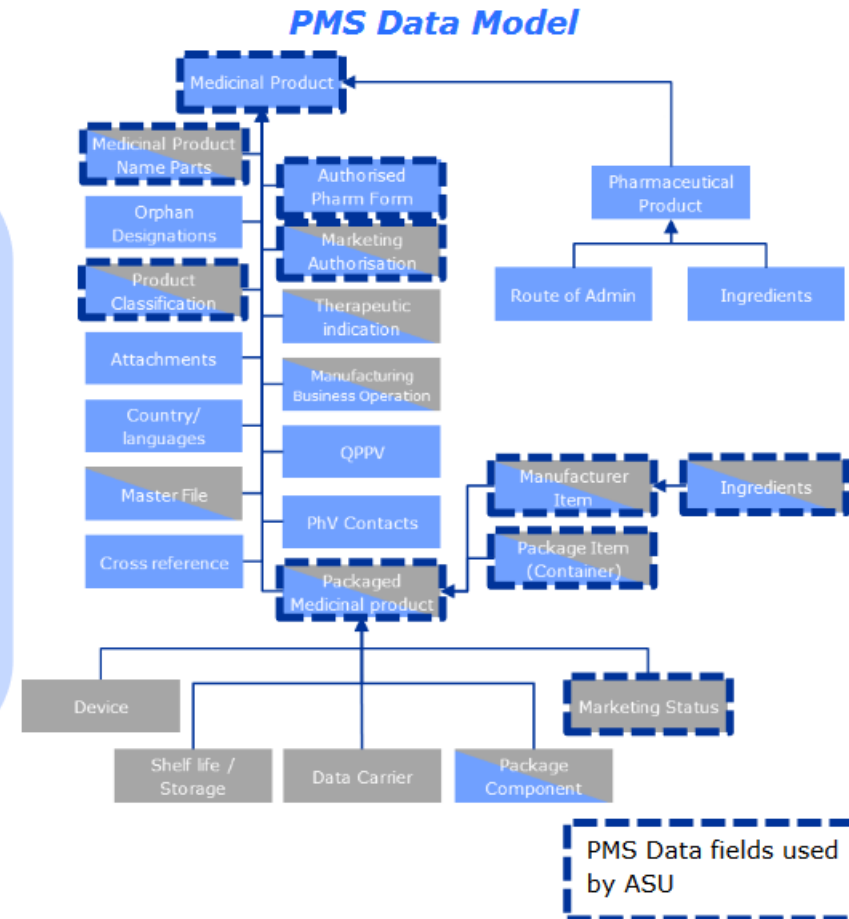 PMS Data Model
Medicinal Product
Medicinal Product
Name Parts
Authorised
Pharm Form
Pharmaceutical
Product
Orphan
Designations
Marketing
Authorisation
Product
Classification
Route of Admin
Ingredients
Therapeutic
indication
Attachments
Manufacturing
Business Operation
Country/
languages
QPPV
Manufacturer
Item
Ingredients
Master File
PhV Contacts
Package Item
(Container)
Cross reference
Packaged
Medicinal product
Device
Marketing Status
Shelf life /
Storage
Data Carrier
Package
Component
PMS Data fields used
by ASU